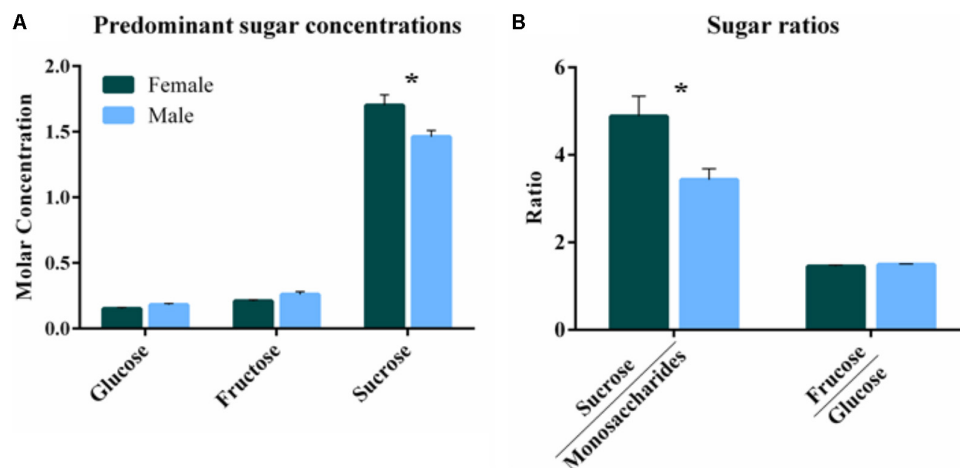 A
Predominant sugar concentrations
Molar Concentration
2.0
1.5
1.0
0.5
0.0
Female
Male
*
Glucose
Fructose
Sucrose
B
Sugar ratios
Ratio
6
4
2
0
*
Sucrose
Monosaccharides
Frucose
Glucose